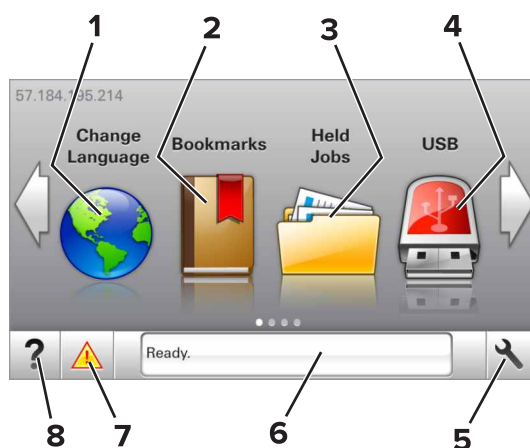 1 2 3 4
57.184.195.214
Change
Language
Bookmarks
Held
Jobs
USB
? Ready.
8 7 6 5